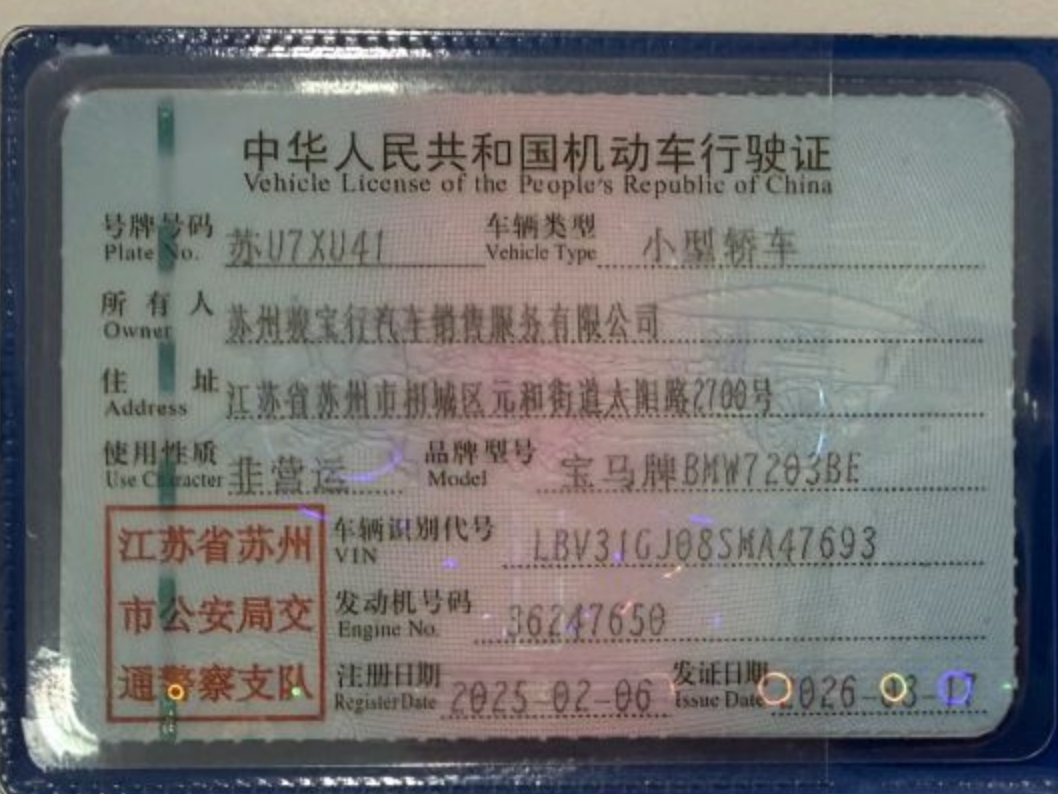 中华人民共和国机动车行驶证
Vehicle License of the People's Republic of China
号牌号码 苏U7XU41 车辆类型 小型轿车
Plate No. Vehicle Type
所有人 苏州骏宝行汽车销售服务有限公司
Owner
住址 江苏省苏州市相城区元和街道太阳路2700号
Address
使用性质 非营运 品牌型号 宝马牌BMW7203BE
Use Character Model
江苏省苏州
市公安局交
通警察支队
车辆识别代号 LBV31GJ08SMA47693
VIN
发动机号码 36247650
Engine No.
注册日期 2025-02-06 发证日期 2026-03-17
Register Date Issue Date